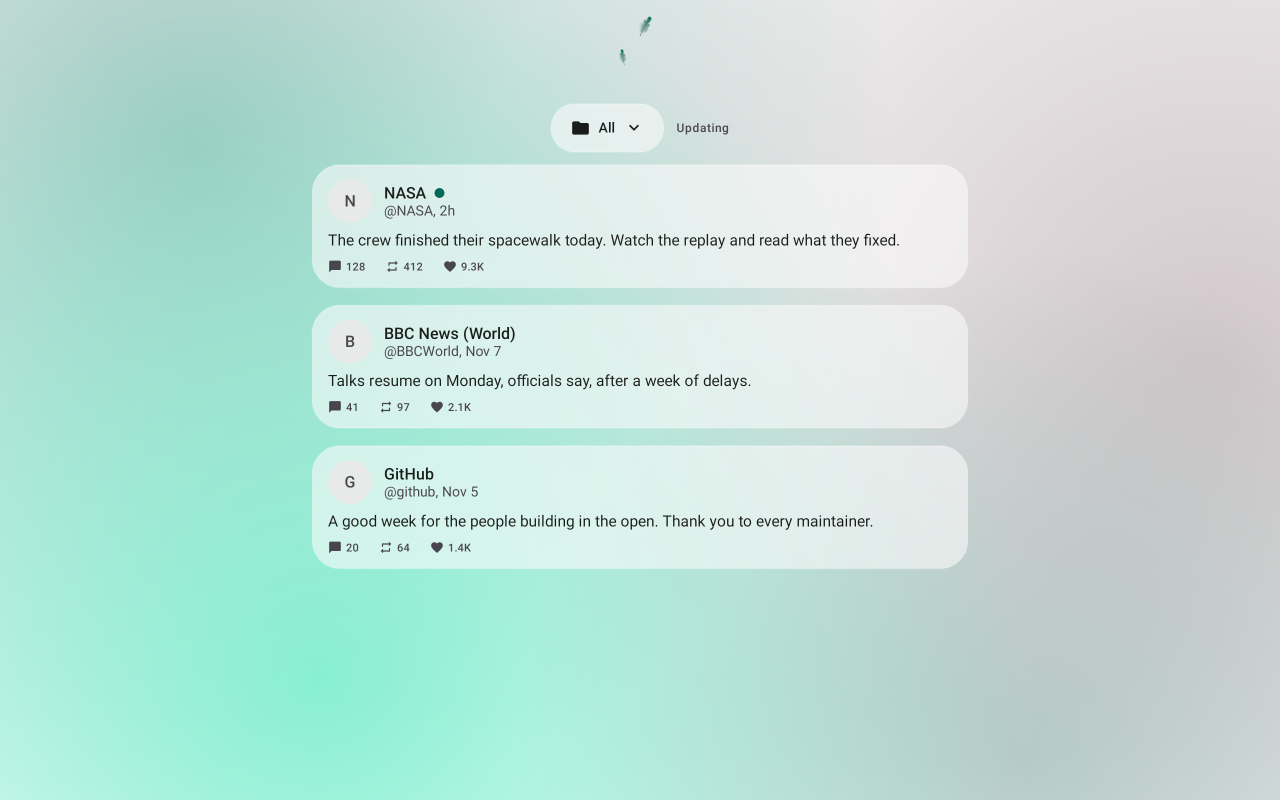 All
Updating
N
NASA
@NASA, 2h
The crew finished their spacewalk today. Watch the replay and read what they fixed.
128 412 9.3K
B
BBC News (World)
@BBCWorld, Nov 7
Talks resume on Monday, officials say, after a week of delays.
41 97 2.1K
G
GitHub
@github, Nov 5
A good week for the people building in the open. Thank you to every maintainer.
20 64 1.4K